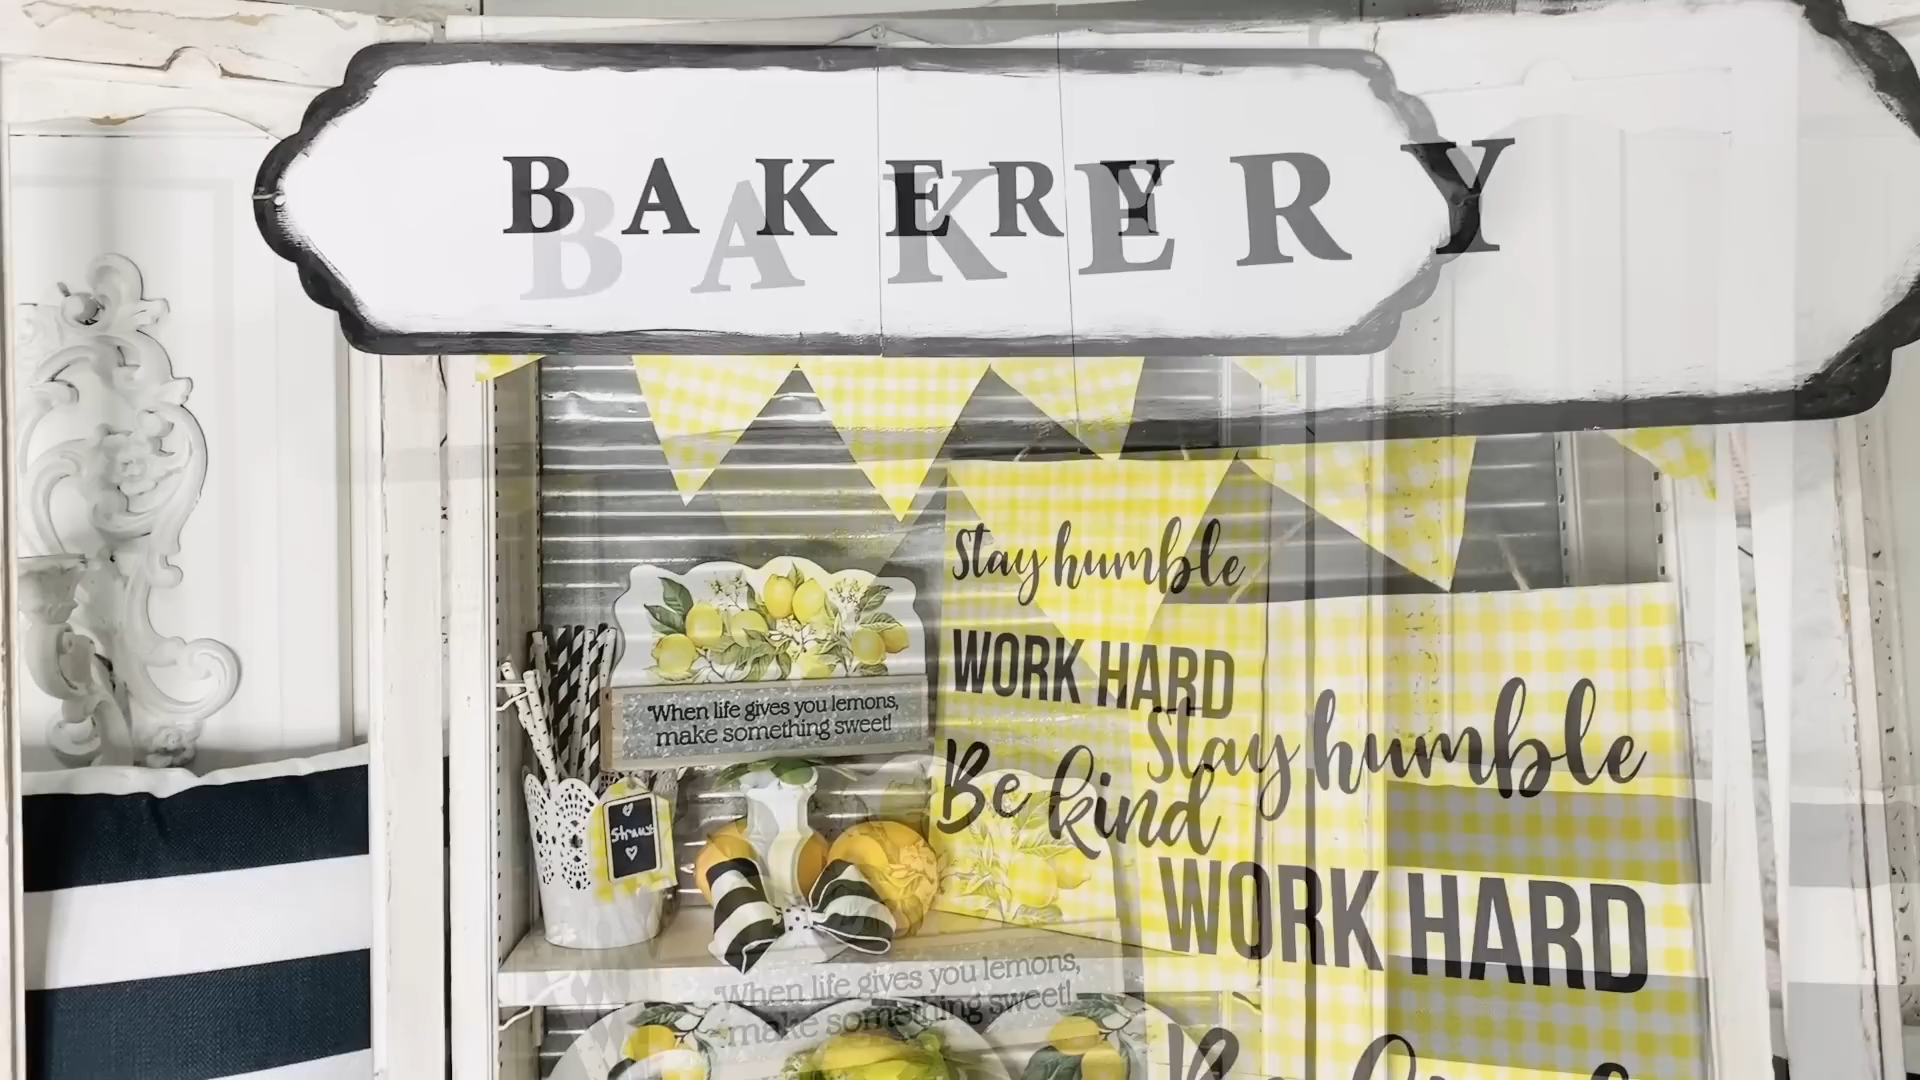 BAKERY
BAKERY
Stay humble
WORK HARD
Be kind
"When life gives you lemons,
make something sweet!
Straws
Stay humble
WORK HARD
"When life gives you lemons,
make something sweet!
Be